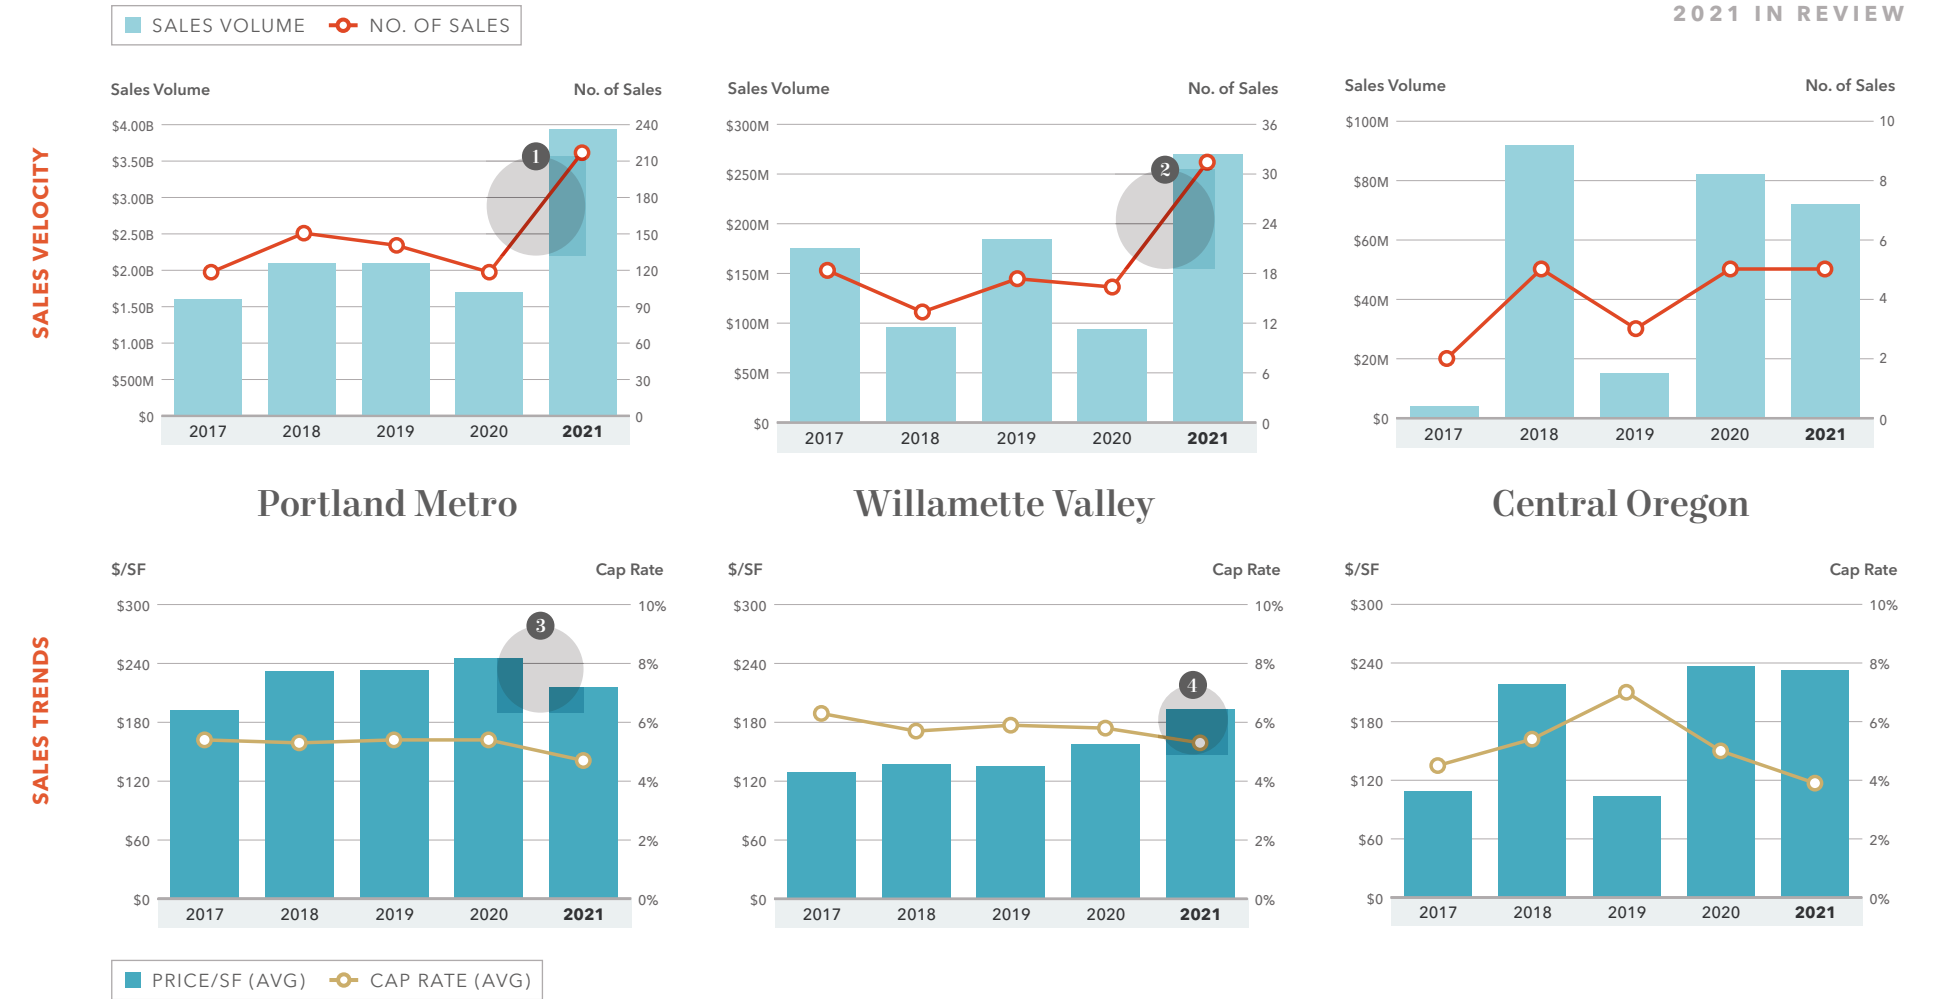 SALES VOLUME NO. OF SALES
2021 IN REVIEW
SALES VELOCITY
Sales Volume No. of Sales
$4.00B 240
$3.50B 210
$3.00B 180
$2.50B 150
$2.00B 120
$1.50B 90
$1.00B 60
$500M 30
$0 0
1
2017 2018 2019 2020 2021
Portland Metro
Sales Volume No. of Sales
$300M 36
$250M 30
$200M 24
$150M 18
$100M 12
$50M 6
$0 0
2
2017 2018 2019 2020 2021
Willamette Valley
Sales Volume No. of Sales
$100M 10
$80M 8
$60M 6
$40M 4
$20M 2
$0 0
2017 2018 2019 2020 2021
Central Oregon
SALES TRENDS
$/SF Cap Rate
$300 10%
$240 8%
$180 6%
$120 4%
$60 2%
$0 0%
3
2017 2018 2019 2020 2021
$/SF Cap Rate
$300 10%
$240 8%
$180 6%
$120 4%
$60 2%
$0 0%
4
2017 2018 2019 2020 2021
$/SF Cap Rate
$300 10%
$240 8%
$180 6%
$120 4%
$60 2%
$0 0%
2017 2018 2019 2020 2021
PRICE/SF (AVG) CAP RATE (AVG)